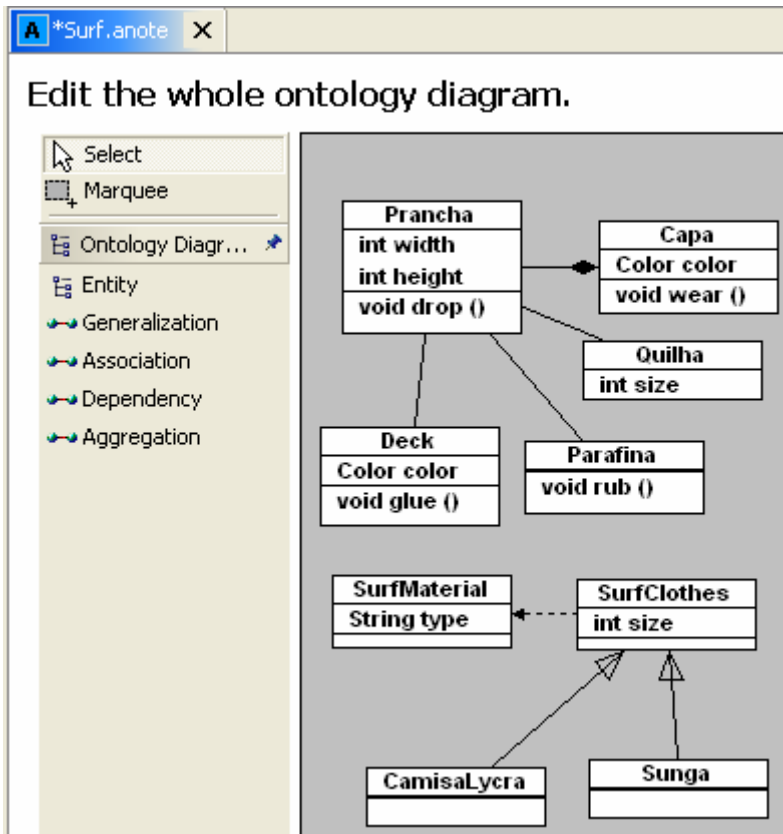 A *Surf.anote X
Edit the whole ontology diagram.
Select
Marquee
Ontology Diagr...
Entity
Generalization
Association
Dependency
Aggregation
Prancha
int width
int height
void drop ()
Capa
Color color
void wear ()
Quilha
int size
Deck
Color color
void glue ()
Parafina
void rub ()
SurfMaterial
String type
SurfClothes
int size
CamisaLycra
Sunga